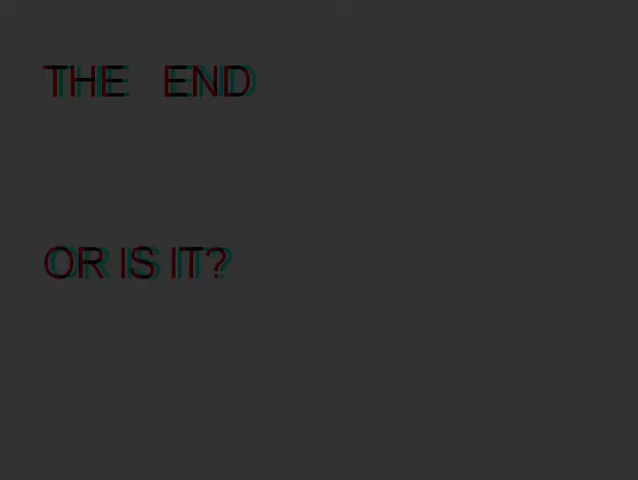 THE END
OR IS IT?